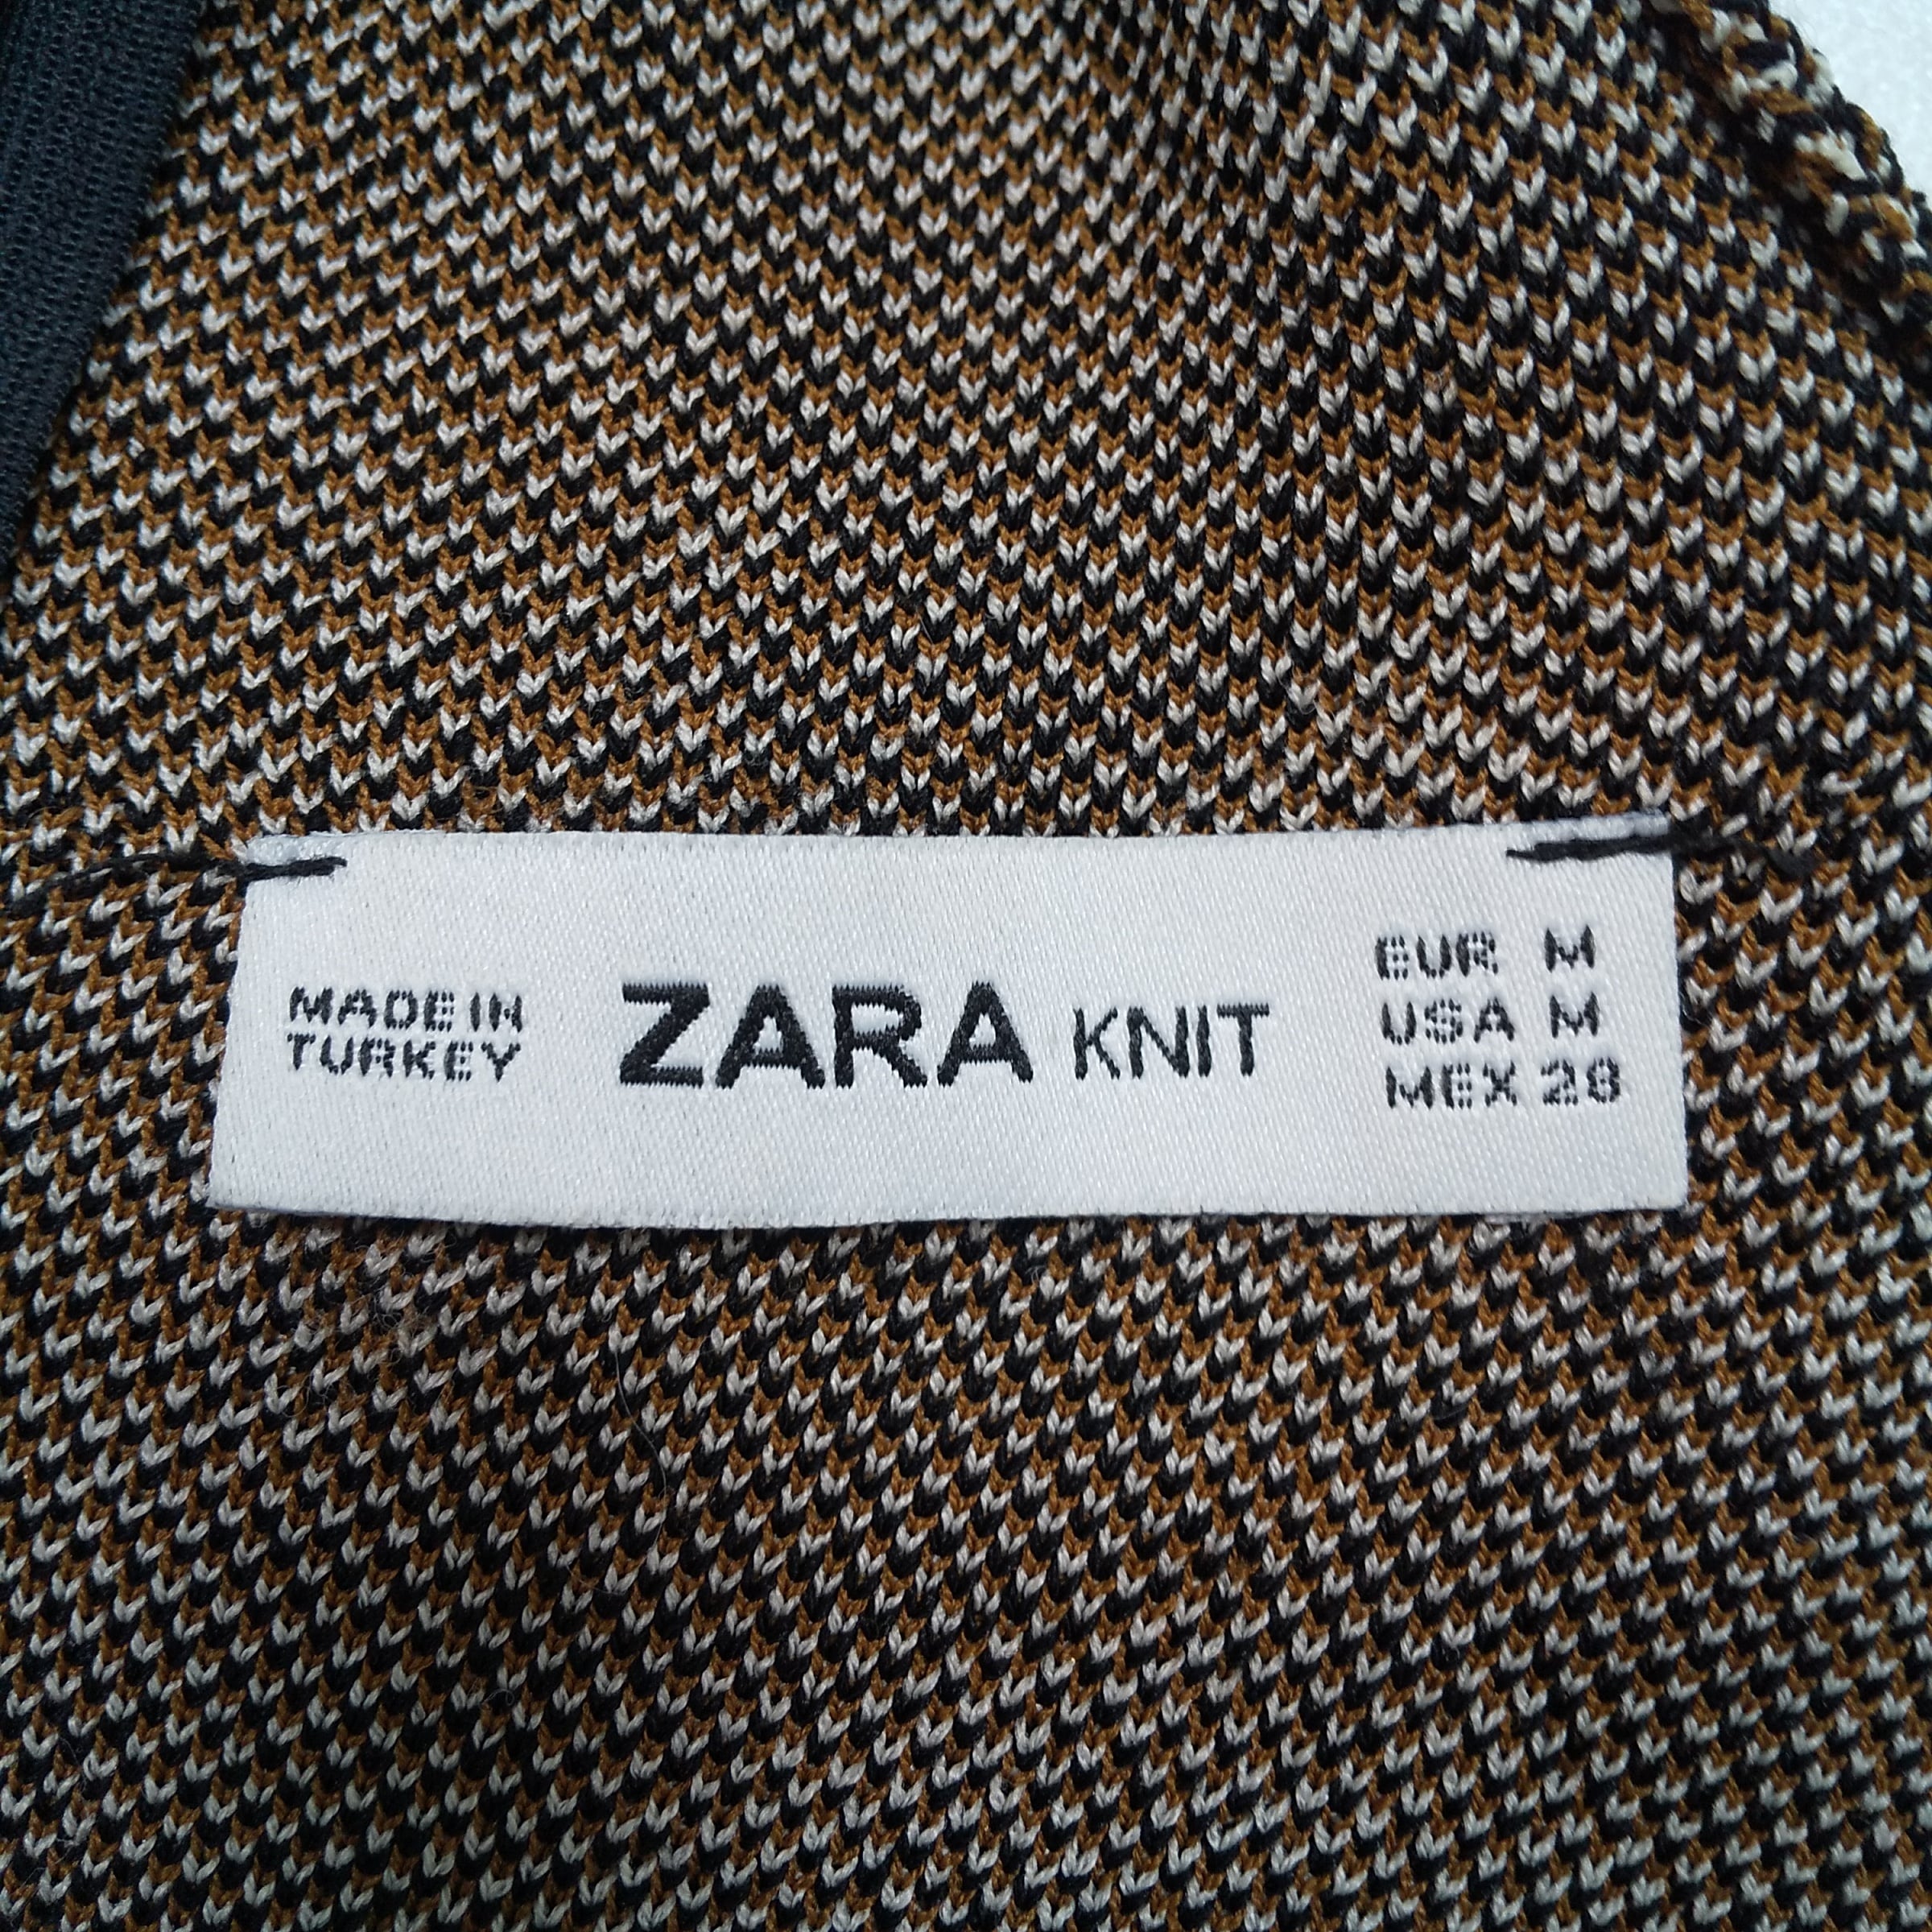 MADE IN
TURKEY
ZARA KNIT
EUR M
USA M
MEX 28